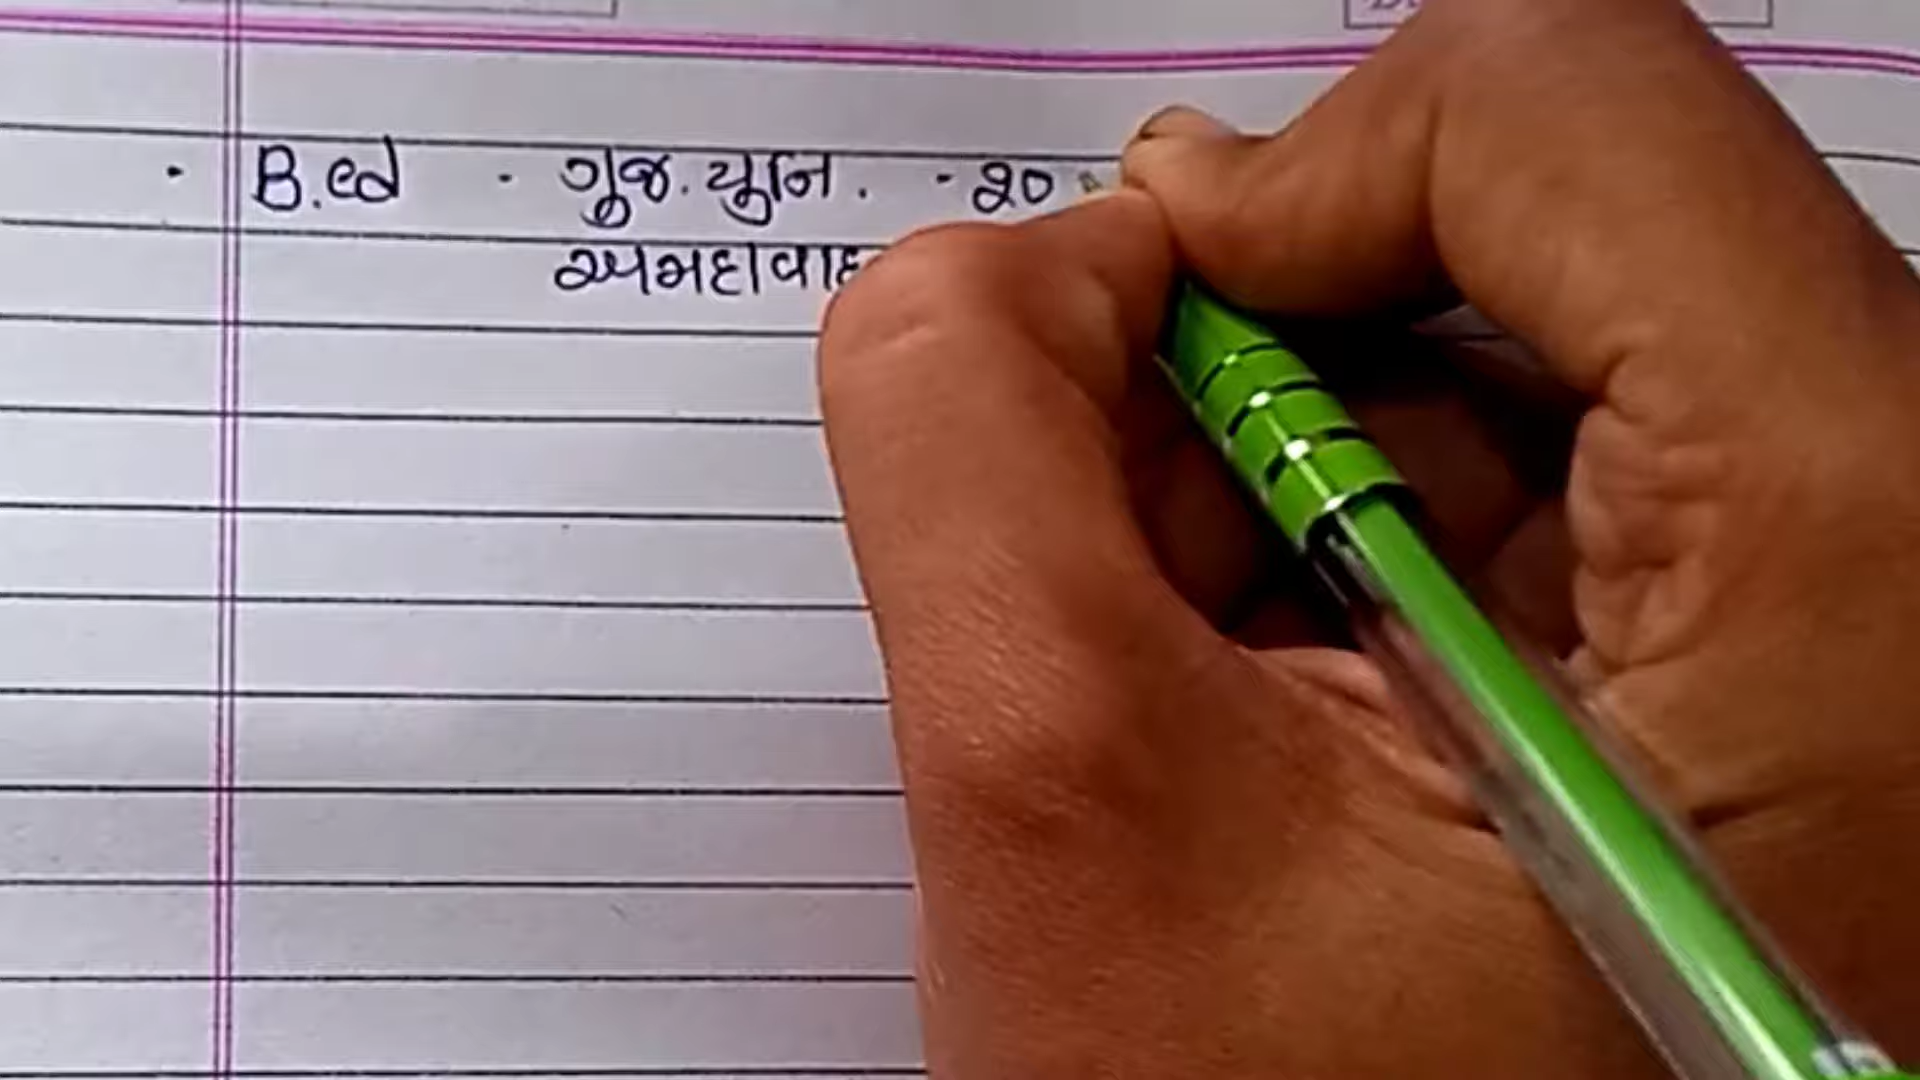 · B.ed · ગુજ. યુનિ. - ૨૦
અમદાવાદ